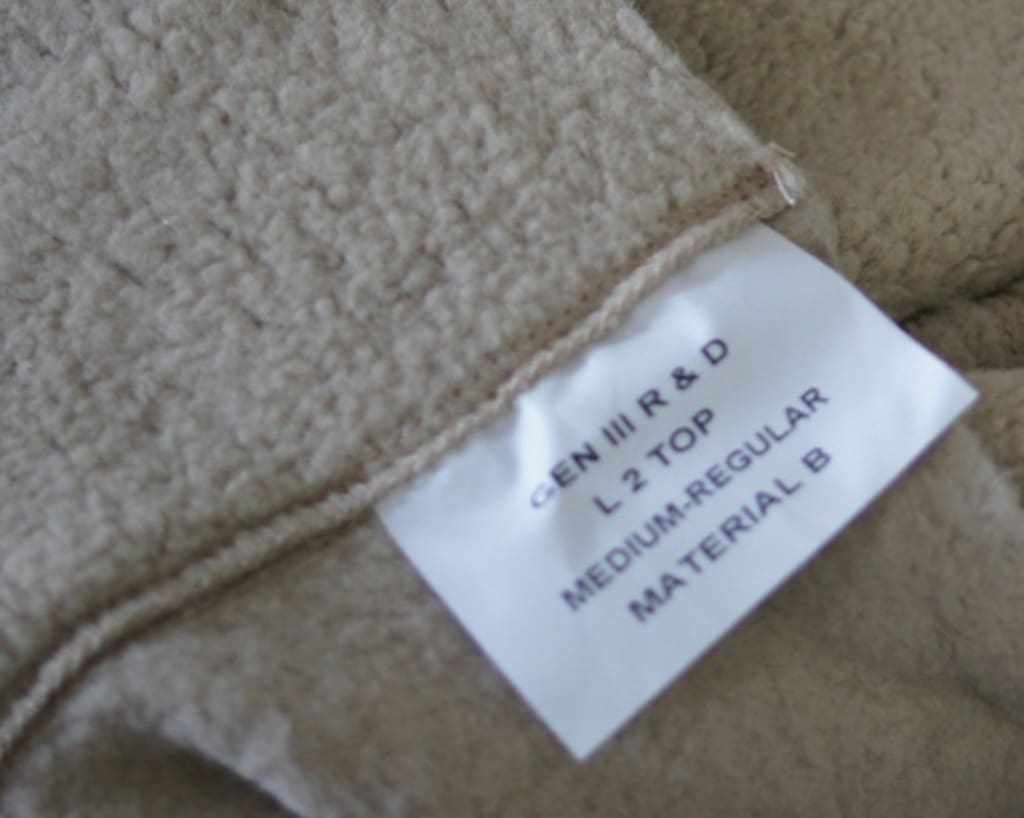 GEN III R & D
L 2 TOP
MEDIUM-REGULAR
MATERIAL B